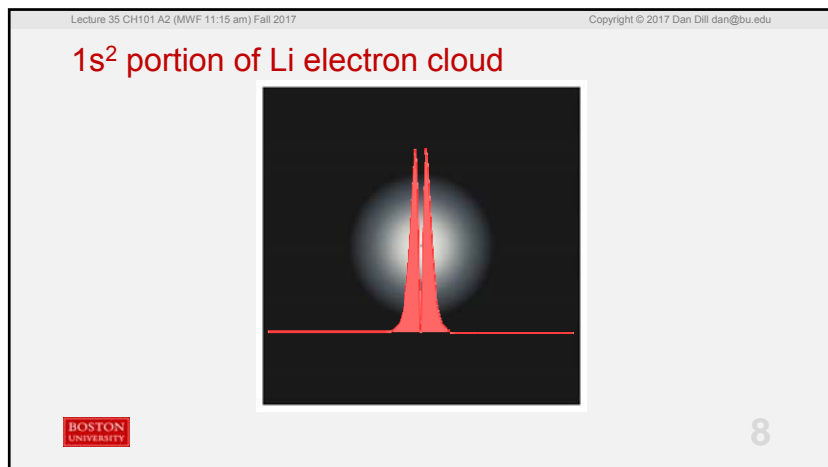 Lecture 35 CH101 A2 (MWF 11:15 am) Fall 2017 Copyright © 2017 Dan Dill dan@bu.edu
1s² portion of Li electron cloud
BOSTON
UNIVERSITY
8